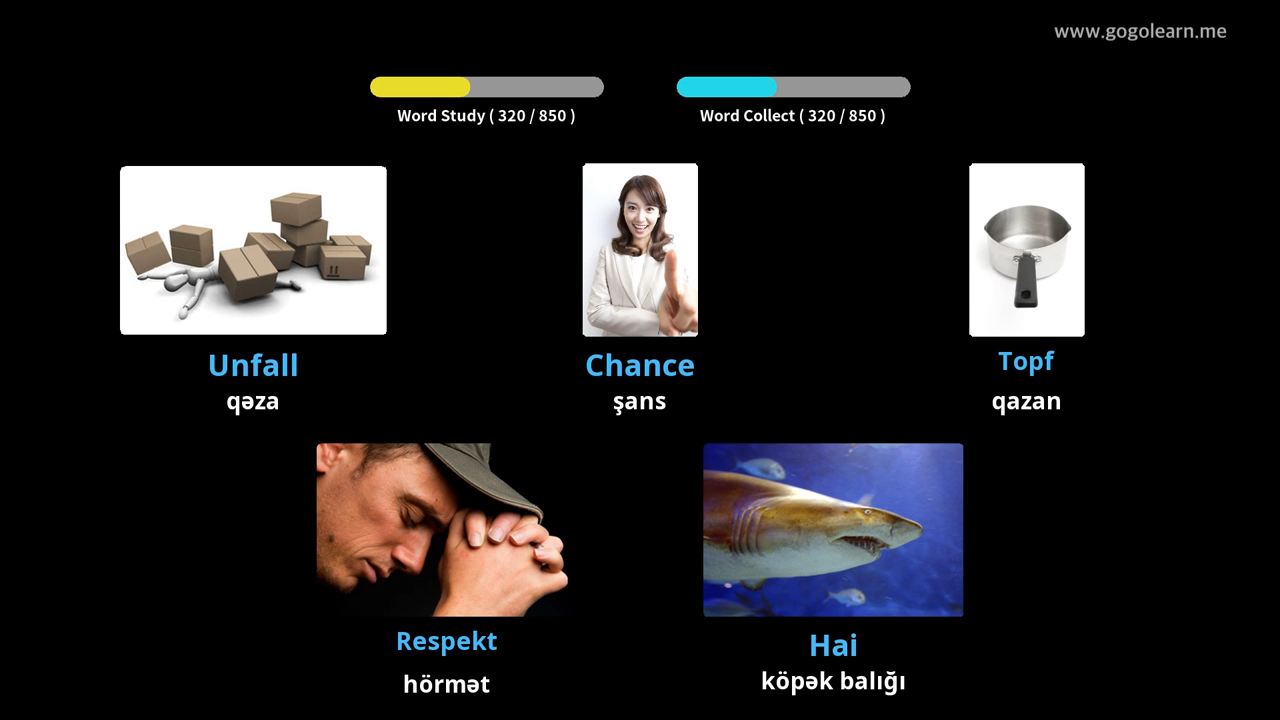 www.gogolearn.me
Word Study ( 320 / 850 )
Word Collect ( 320 / 850 )
Unfall
qəza
Chance
şans
Topf
qazan
Respekt
hörmət
Hai
köpək balığı